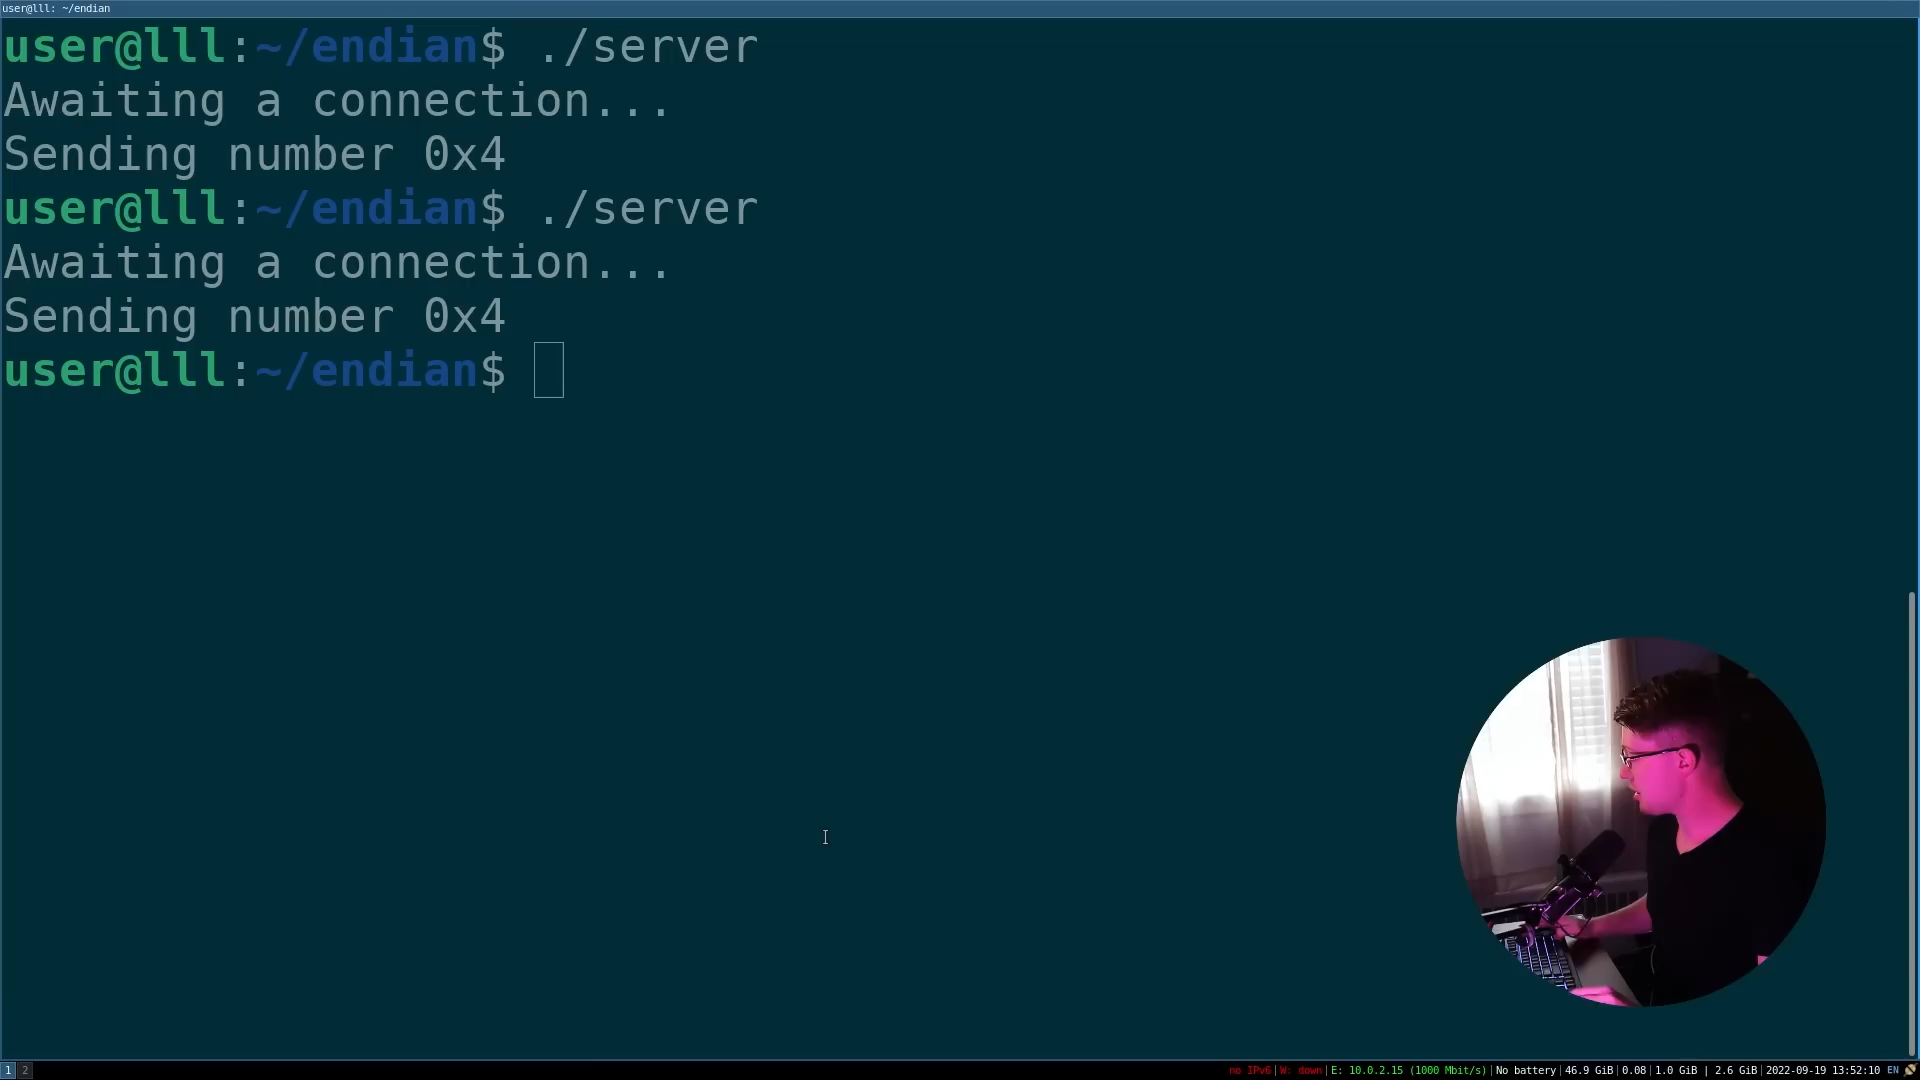 user@lll: ~/endian
user@lll:~/endian$ ./server
Awaiting a connection...
Sending number 0x4
user@lll:~/endian$ ./server
Awaiting a connection...
Sending number 0x4
user@lll:~/endian$
1 2 no IPv6|W: down|E: 10.0.2.15 (1000 Mbit/s)|No battery|46.9 GiB|0.08|1.0 GiB | 2.6 GiB|2022-09-19 13:52:10 EN